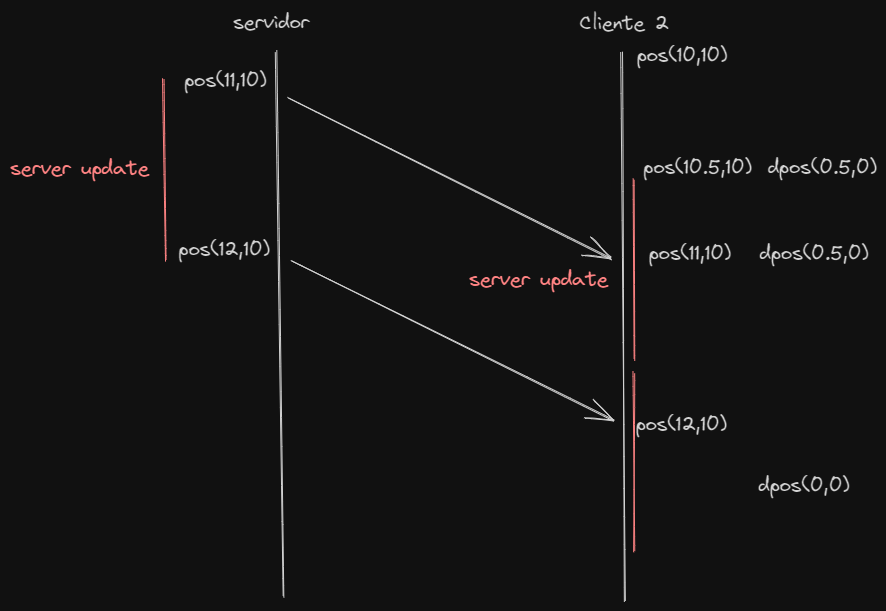 servidor
Cliente 2
pos(10,10)
pos(11,10)
server update
pos(10.5,10) dpos(0.5,0)
pos(12,10)
pos(11,10) dpos(0.5,0)
server update
pos(12,10)
dpos(0,0)